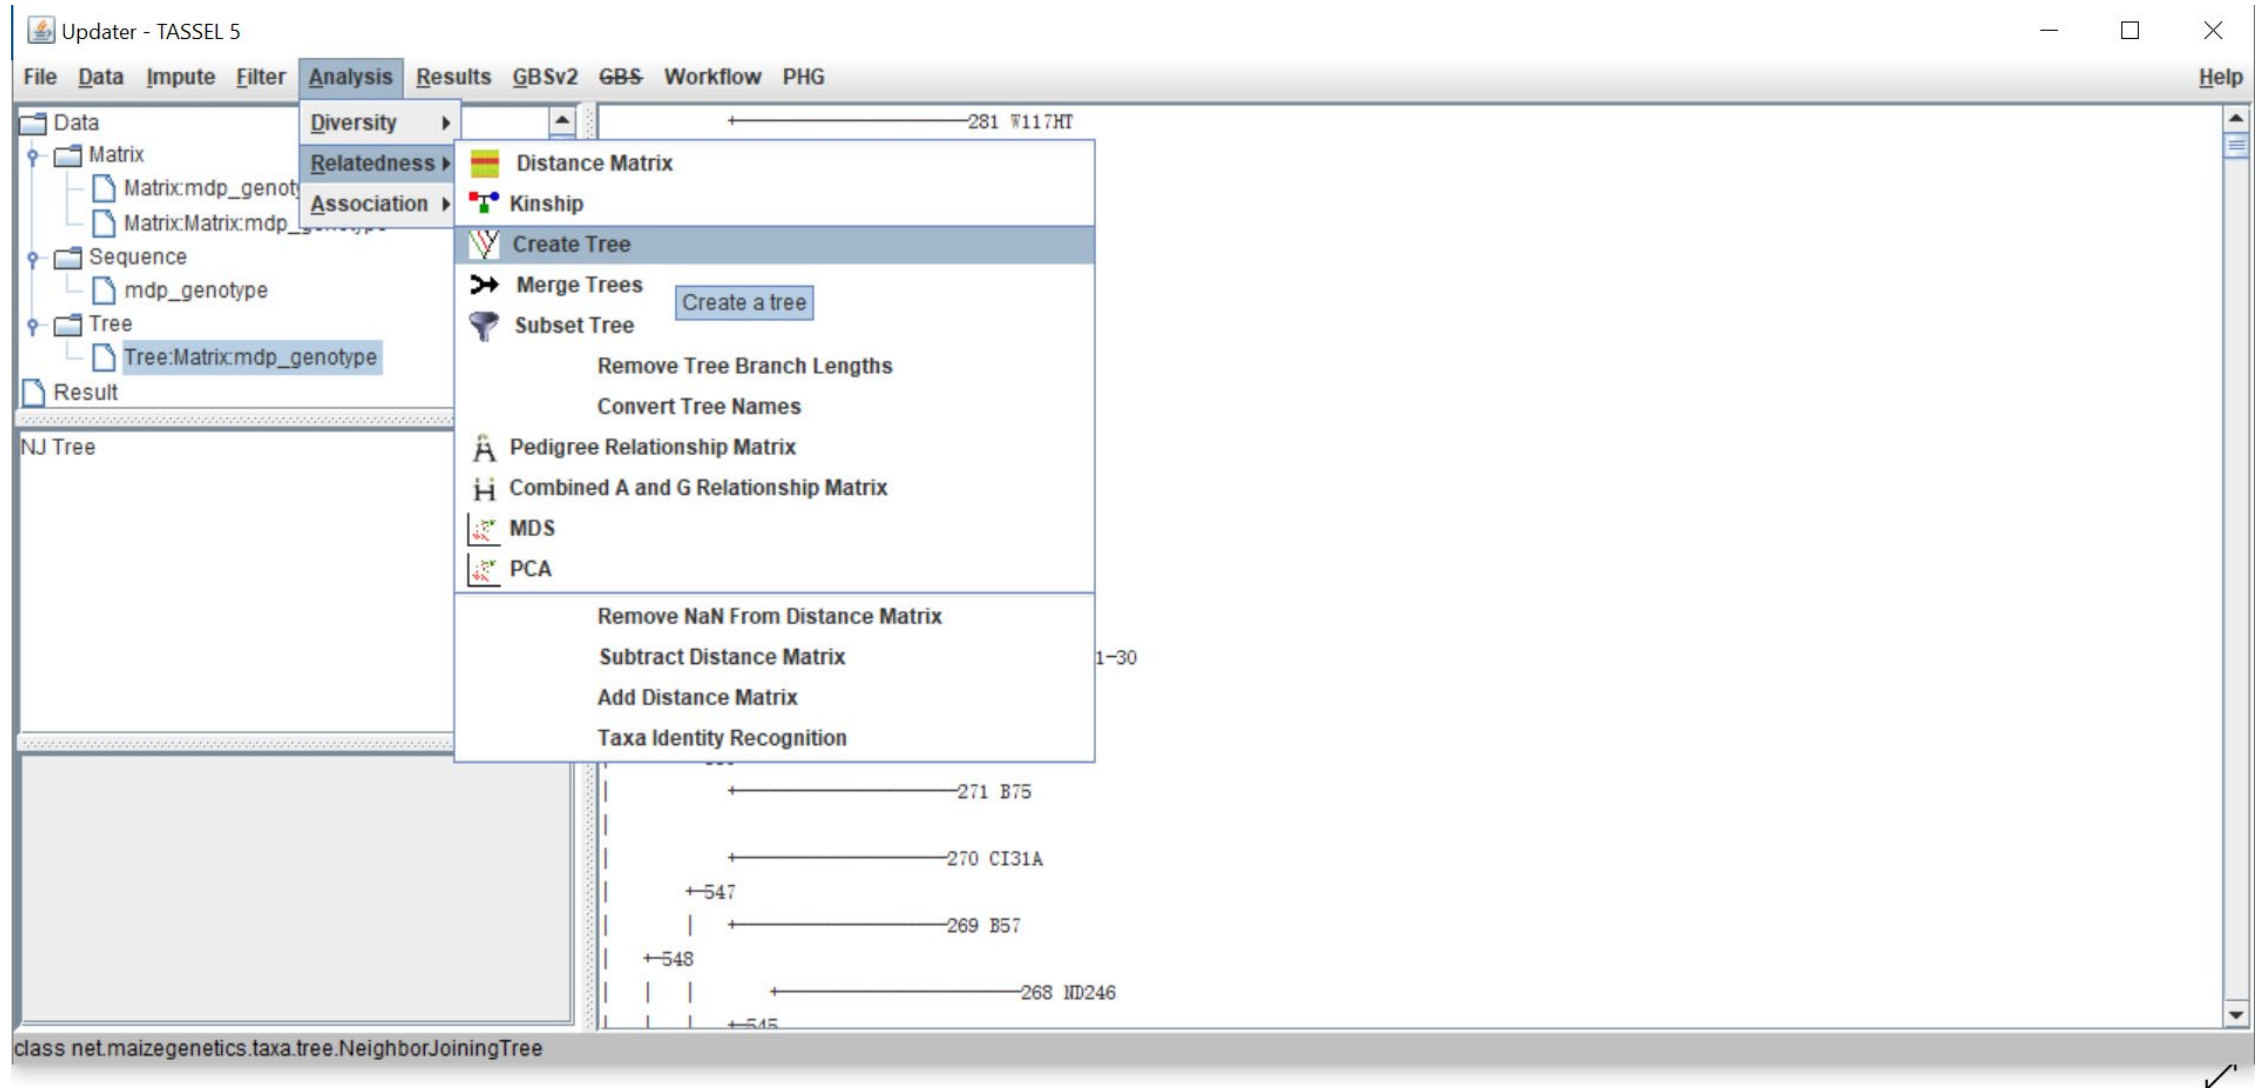 Updater - TASSEL 5
File Data Impute Filter Analysis Results GBSv2 GBS Workflow PHG Help
Data
Matrix
Matrix:mdp_genoty
Matrix:Matrix:mdp_
Sequence
mdp_genotype
Tree
Tree:Matrix:mdp_genotype
Result
NJ Tree
Diversity
Relatedness
Association
Distance Matrix
Kinship
Create Tree
Merge Trees
Create a tree
Subset Tree
Remove Tree Branch Lengths
Convert Tree Names
Pedigree Relationship Matrix
Combined A and G Relationship Matrix
MDS
PCA
Remove NaN From Distance Matrix
Subtract Distance Matrix
Add Distance Matrix
Taxa Identity Recognition
281 W117HT
1-30
271 B75
270 CI31A
547
269 B57
548
268 ND246
545
class net.maizegenetics.taxa.tree.NeighborJoiningTree